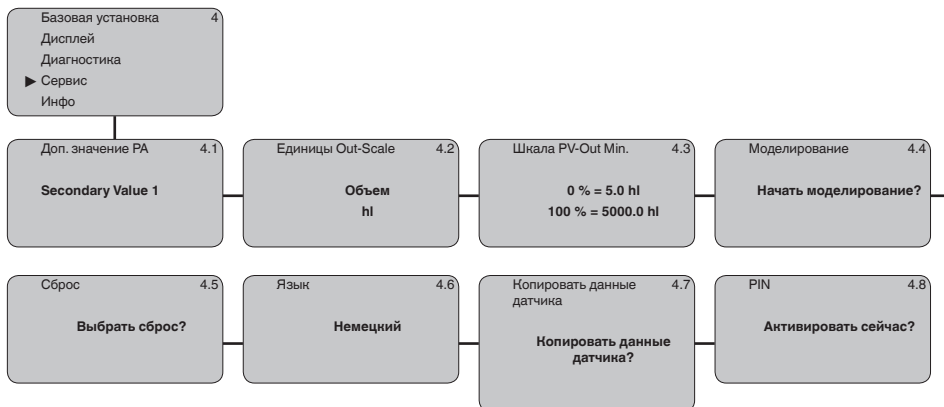 Базовая установка 4
Дисплей
Диагностика
▶ Сервис
Инфо
Доп. значение PA 4.1
Secondary Value 1
Единицы Out-Scale 4.2
Объем
hl
Шкала PV-Out Min. 4.3
0 % = 5.0 hl
100 % = 5000.0 hl
Моделирование 4.4
Начать моделирование?
Сброс 4.5
Выбрать сброс?
Язык 4.6
Немецкий
Копировать данные 4.7
датчика
Копировать данные
датчика?
PIN 4.8
Активировать сейчас?